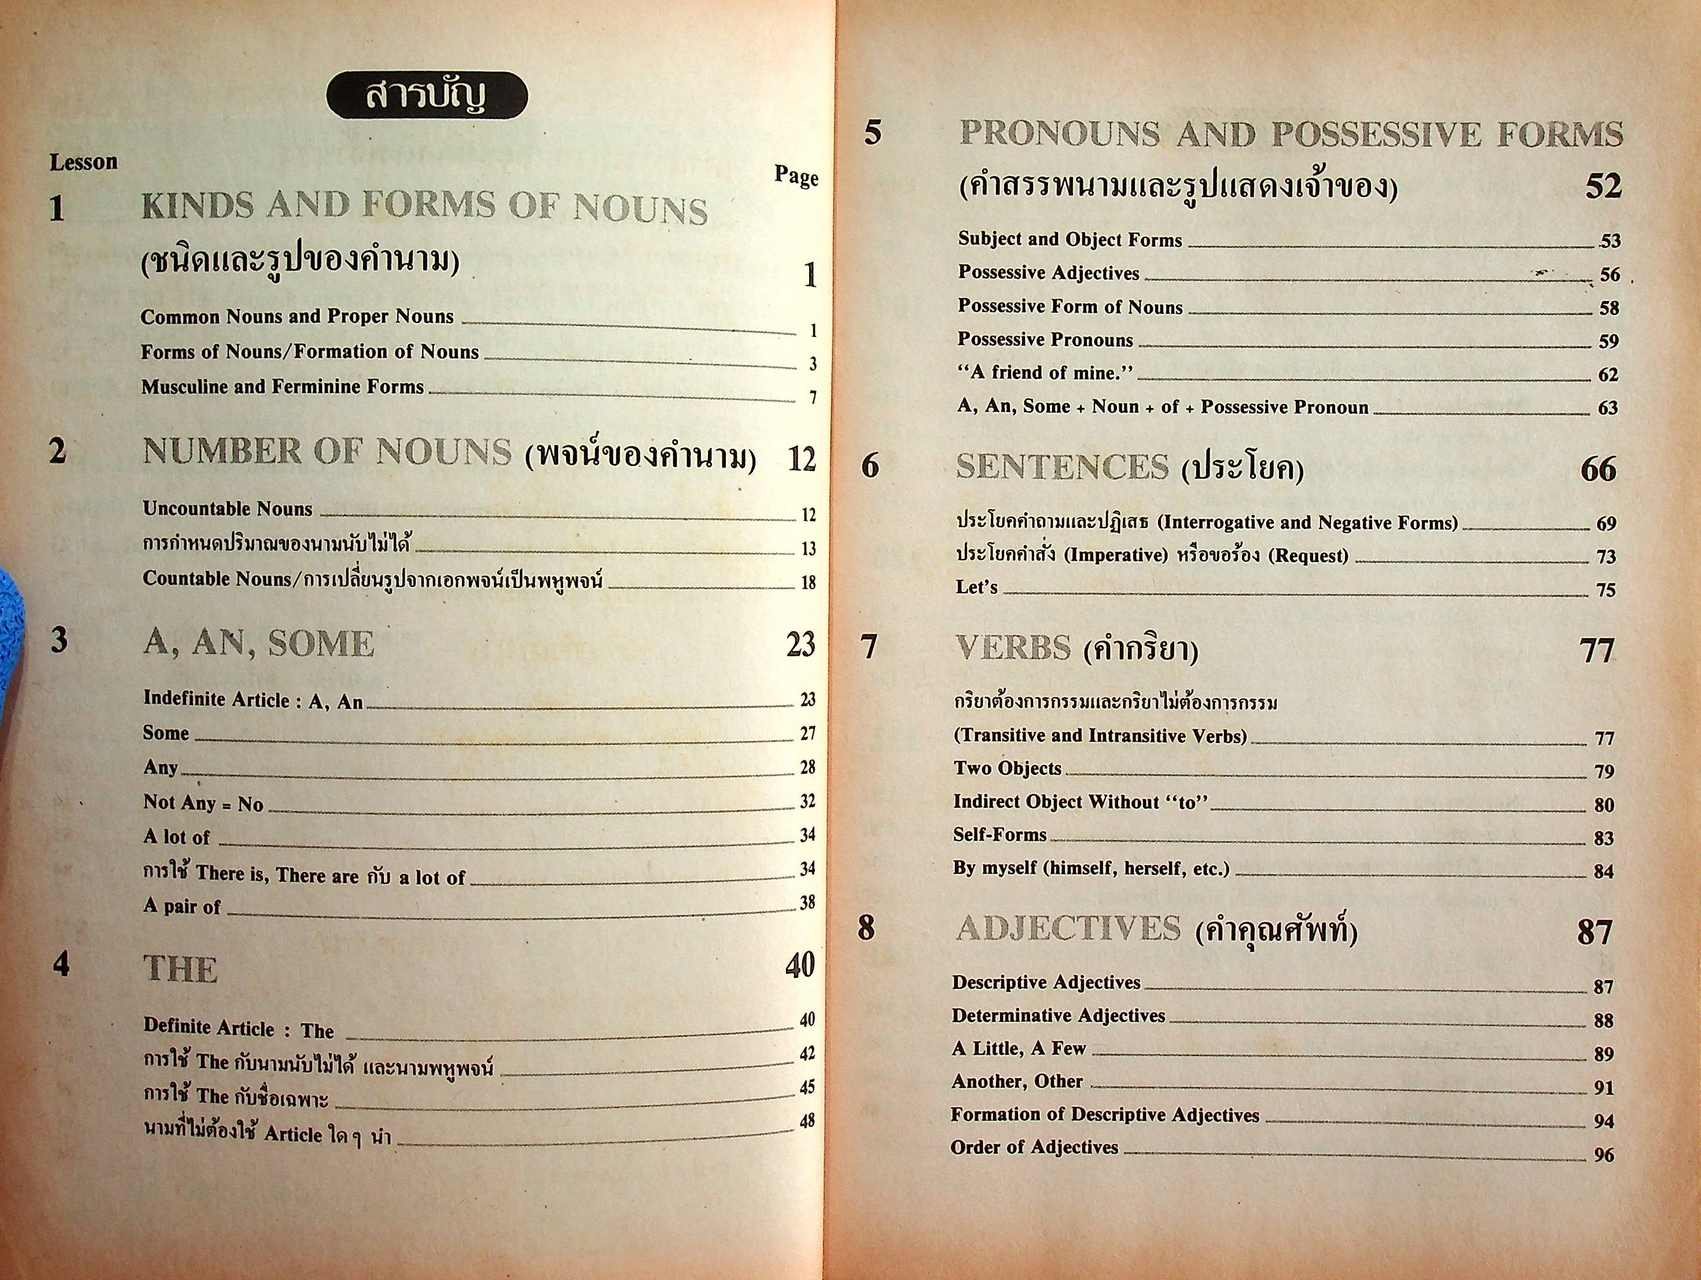 สารบัญ
Lesson Page
1 KINDS AND FORMS OF NOUNS
(ชนิดและรูปของคำนาม) 1
Common Nouns and Proper Nouns 1
Forms of Nouns/Formation of Nouns 3
Musculine and Ferminine Forms 7
2 NUMBER OF NOUNS (พจน์ของคำนาม) 12
Uncountable Nouns 12
การกำหนดปริมาณของนามนับไม่ได้ 13
Countable Nouns/การเปลี่ยนรูปจากเอกพจน์เป็นพหูพจน์ 18
3 A, AN, SOME 23
Indefinite Article : A, An 23
Some 27
Any 28
Not Any = No 32
A lot of 34
การใช้ There is, There are กับ a lot of 34
A pair of 38
4 THE 40
Definite Article : The 40
การใช้ The กับนามนับไม่ได้ และนามพหูพจน์ 42
การใช้ The กับชื่อเฉพาะ 45
นามที่ไม่ต้องใช้ Article ใด ๆ นำ 48
5 PRONOUNS AND POSSESSIVE FORMS
(คำสรรพนามและรูปแสดงเจ้าของ) 52
Subject and Object Forms 53
Possessive Adjectives 56
Possessive Form of Nouns 58
Possessive Pronouns 59
“A friend of mine.” 62
A, An, Some + Noun + of + Possessive Pronoun 63
6 SENTENCES (ประโยค) 66
ประโยคคำถามและปฏิเสธ (Interrogative and Negative Forms) 69
ประโยคคำสั่ง (Imperative) หรือขอร้อง (Request) 73
Let's 75
7 VERBS (คำกริยา) 77
กริยาต้องการกรรมและกริยาไม่ต้องการกรรม
(Transitive and Intransitive Verbs) 77
Two Objects 79
Indirect Object Without “to” 80
Self-Forms 83
By myself (himself, herself, etc.) 84
8 ADJECTIVES (คำคุณศัพท์) 87
Descriptive Adjectives 87
Determinative Adjectives 88
A Little, A Few 89
Another, Other 91
Formation of Descriptive Adjectives 94
Order of Adjectives 96